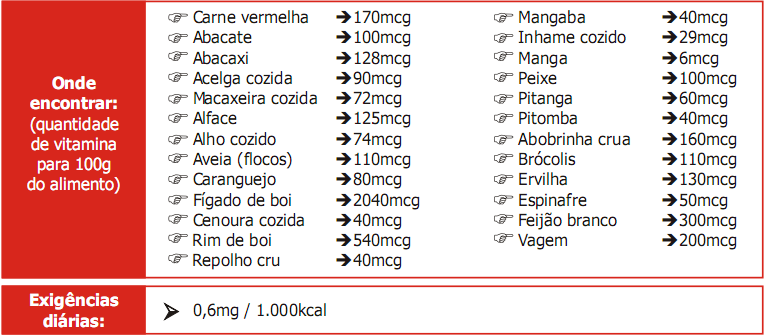 Onde
encontrar:
(quantidade
de vitamina
para 100g
do alimento)
Carne vermelha ➔170mcg
Abacate ➔100mcg
Abacaxi ➔128mcg
Acelga cozida ➔90mcg
Macaxeira cozida ➔72mcg
Alface ➔125mcg
Alho cozido ➔74mcg
Aveia (flocos) ➔110mcg
Caranguejo ➔80mcg
Fígado de boi ➔2040mcg
Cenoura cozida ➔40mcg
Rim de boi ➔540mcg
Repolho cru ➔40mcg
Mangaba ➔40mcg
Inhame cozido ➔29mcg
Manga ➔6mcg
Peixe ➔100mcg
Pitanga ➔60mcg
Pitomba ➔40mcg
Abobrinha crua ➔160mcg
Brócolis ➔110mcg
Ervilha ➔130mcg
Espinafre ➔50mcg
Feijão branco ➔300mcg
Vagem ➔200mcg
Exigências
diárias:
➢ 0,6mg / 1.000kcal